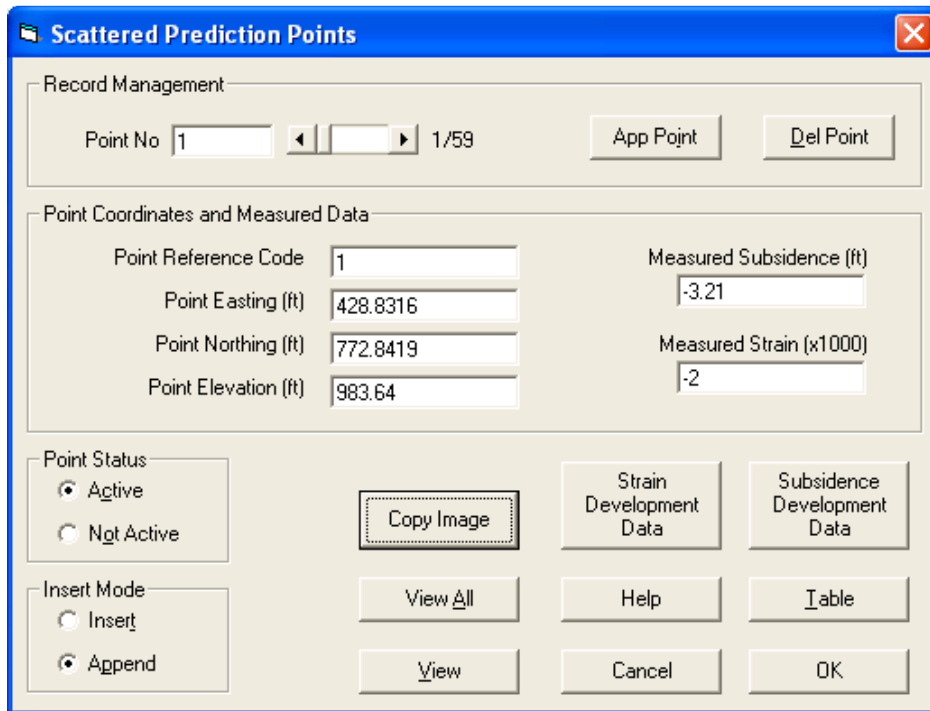 Scattered Prediction Points
Record Management
Point No 1 1/59 App Point Del Point
Point Coordinates and Measured Data
Point Reference Code 1 Measured Subsidence (ft)
Point Easting (ft) 428.8316 -3.21
Point Northing (ft) 772.8419 Measured Strain (x1000)
Point Elevation (ft) 983.64 -2
Point Status
Active
Not Active
Copy Image
Strain
Development
Data
Subsidence
Development
Data
Insert Mode
Insert
Append
View All Help Table
View Cancel OK